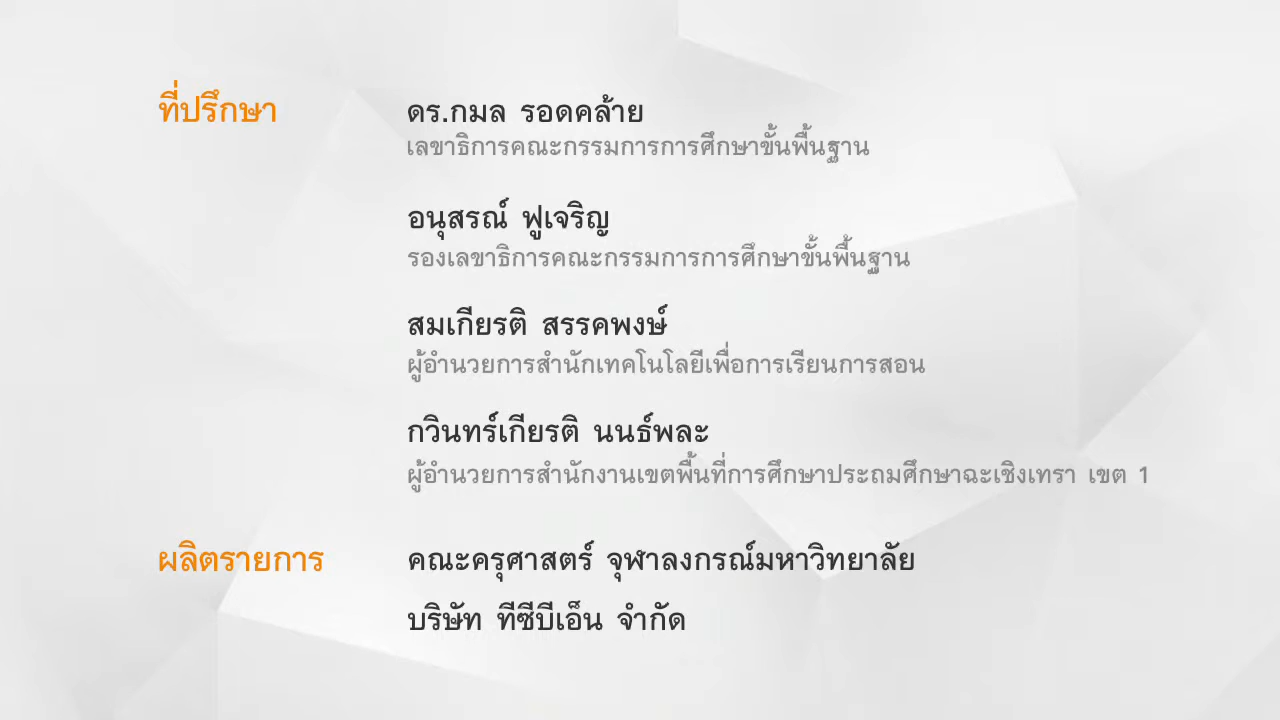 ที่ปรึกษา
ดร.กมล รอดคล้าย
เลขาธิการคณะกรรมการการศึกษาขั้นพื้นฐาน
อนุสรณ์ ฟูเจริญ
รองเลขาธิการคณะกรรมการการศึกษาขั้นพื้นฐาน
สมเกียรติ สรรคพงษ์
ผู้อำนวยการสำนักเทคโนโลยีเพื่อการเรียนการสอน
กวินทร์เกียรติ นนธ์พละ
ผู้อำนวยการสำนักงานเขตพื้นที่การศึกษาประถมศึกษาฉะเชิงเทรา เขต 1
ผลิตรายการ
คณะครุศาสตร์ จุฬาลงกรณ์มหาวิทยาลัย
บริษัท ทีซีบีเอ็น จำกัด